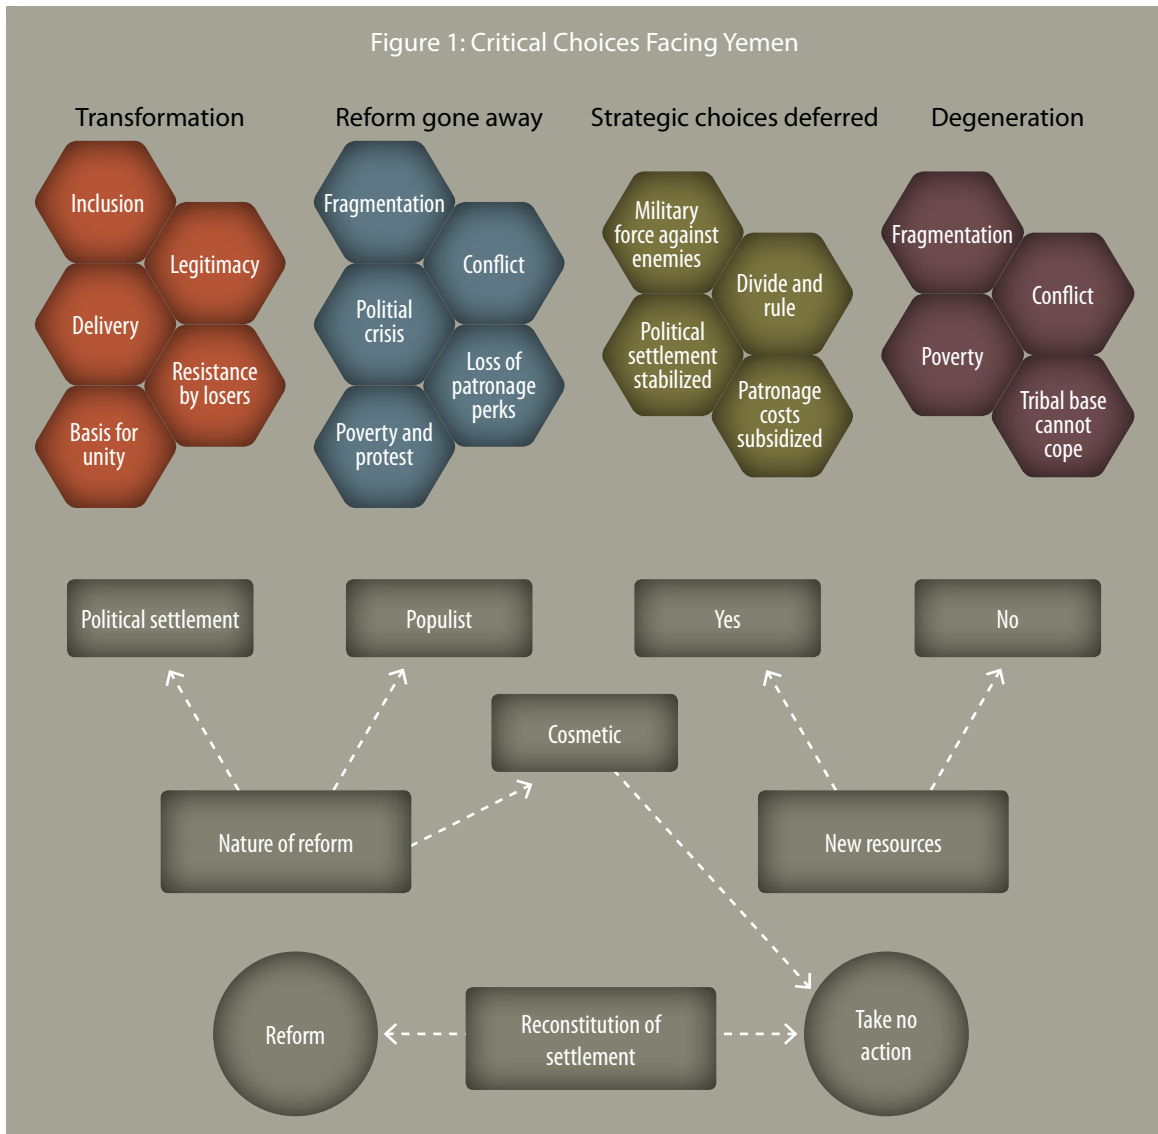 Figure 1: Critical Choices Facing Yemen
Transformation
Inclusion
Legitimacy
Delivery
Resistance
by losers
Basis for
unity
Reform gone away
Fragmentation
Conflict
Politial
crisis
Loss of
patronage
perks
Poverty and
protest
Strategic choices deferred
Military
force against
enemies
Divide and
rule
Political
settlement
stabilized
Patronage
costs
subsidized
Degeneration
Fragmentation
Conflict
Poverty
Tribal base
cannot
cope
Political settlement
Populist
Yes
No
Cosmetic
Nature of reform
New resources
Reform
Reconstitution of
settlement
Take no
action